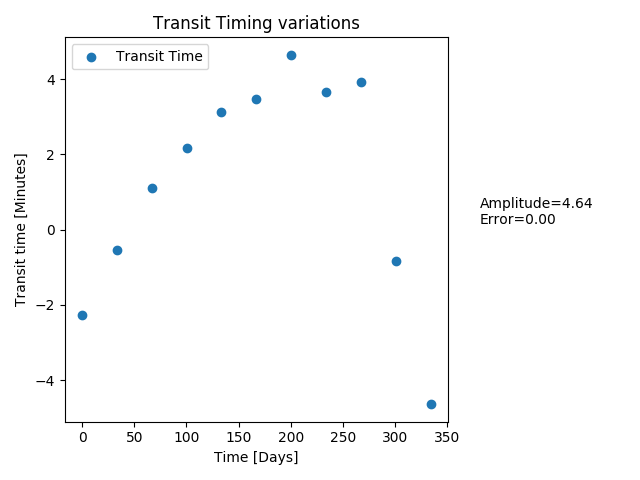 Transit Timing variations
Transit Time
Transit time [Minutes]
4
2
0
−2
−4
0 50 100 150 200 250 300 350
Time [Days]
Amplitude=4.64
Error=0.00